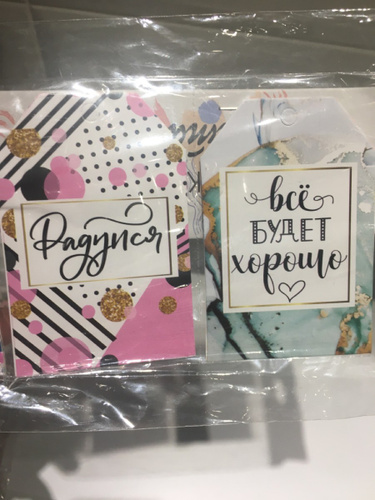 Радуйся
всё
БУДЕТ
хорошо